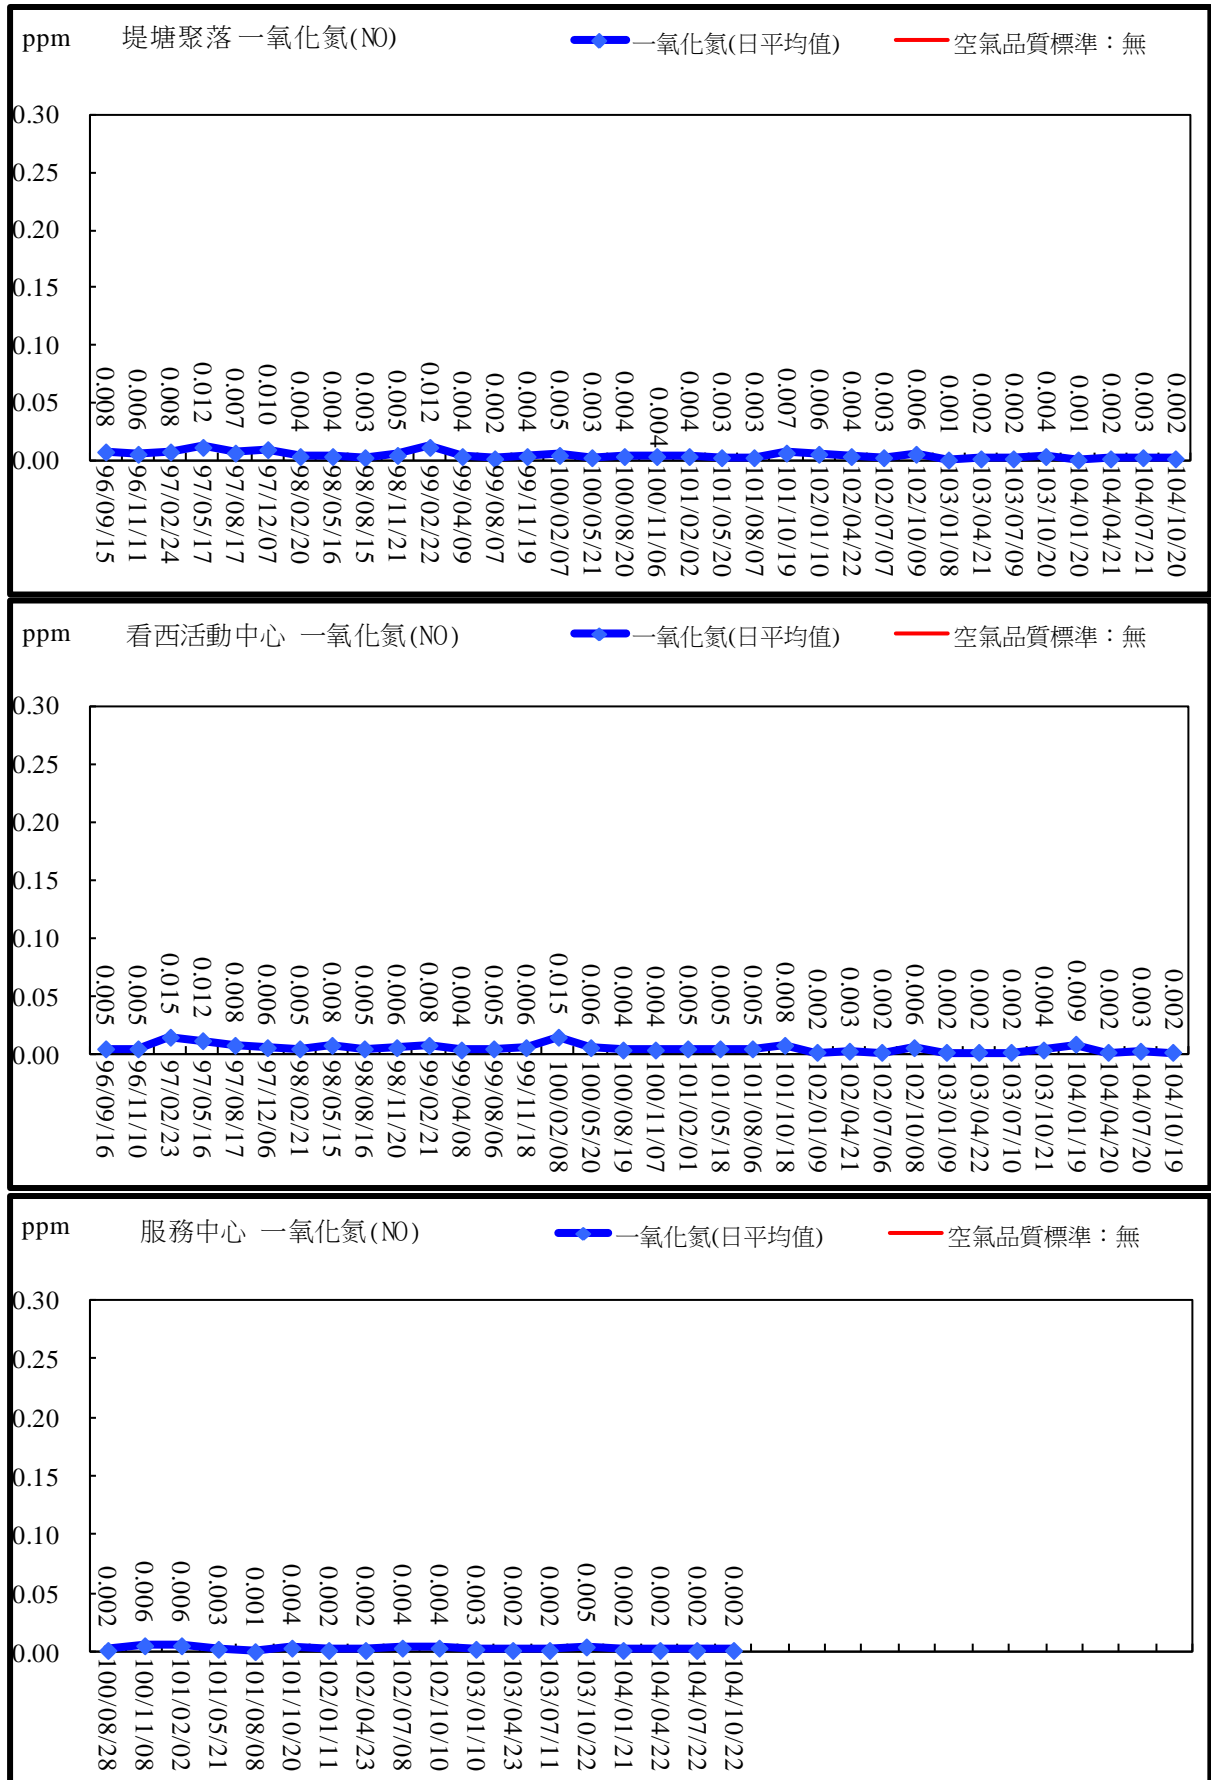 ppm 堤塘聚落 一氧化氮(NO) 一氧化氮(日平均值) 空氣品質標準：無
0.30
0.25
0.20
0.15
0.10
0.05
0.00
0.008 0.006 0.008 0.012 0.007 0.010 0.004 0.004 0.003 0.005 0.012 0.004 0.002 0.004 0.005 0.003 0.004 0.004 0.004 0.003 0.003 0.007 0.006 0.004 0.003 0.006 0.001 0.002 0.002 0.004 0.001 0.002 0.003 0.002
96/09/15 96/11/11 97/02/24 97/05/17 97/08/17 97/12/07 98/02/20 98/05/16 98/08/15 98/11/21 99/02/22 99/04/09 99/08/07 99/11/19 100/02/07 100/05/21 100/08/20 100/11/06 101/02/02 101/05/20 101/08/07 101/10/19 102/01/10 102/04/22 102/07/07 102/10/09 103/01/08 103/04/21 103/07/09 103/10/20 104/01/20 104/04/21 104/07/21 104/10/20
ppm 看西活動中心 一氧化氮(NO) 一氧化氮(日平均值) 空氣品質標準：無
0.30
0.25
0.20
0.15
0.10
0.05
0.00
0.005 0.005 0.015 0.012 0.008 0.006 0.005 0.008 0.005 0.006 0.008 0.004 0.005 0.006 0.015 0.006 0.004 0.004 0.005 0.005 0.005 0.008 0.002 0.003 0.002 0.006 0.002 0.002 0.002 0.004 0.009 0.002 0.003 0.002
96/09/16 96/11/10 97/02/23 97/05/16 97/08/17 97/12/06 98/02/21 98/05/15 98/08/16 98/11/20 99/02/21 99/04/08 99/08/06 99/11/18 100/02/08 100/05/20 100/08/19 100/11/07 101/02/01 101/05/18 101/08/06 101/10/18 102/01/09 102/04/21 102/07/06 102/10/08 103/01/09 103/04/22 103/07/10 103/10/21 104/01/19 104/04/20 104/07/20 104/10/19
ppm 服務中心 一氧化氮(NO) 一氧化氮(日平均值) 空氣品質標準：無
0.30
0.25
0.20
0.15
0.10
0.05
0.00
0.002 0.006 0.006 0.003 0.001 0.004 0.002 0.002 0.004 0.004 0.003 0.002 0.002 0.005 0.002 0.002 0.002 0.002
100/08/28 100/11/08 101/02/02 101/05/21 101/08/08 101/10/20 102/01/11 102/04/23 102/07/08 102/10/10 103/01/10 103/04/23 103/07/11 103/10/22 104/01/21 104/04/22 104/07/22 104/10/22